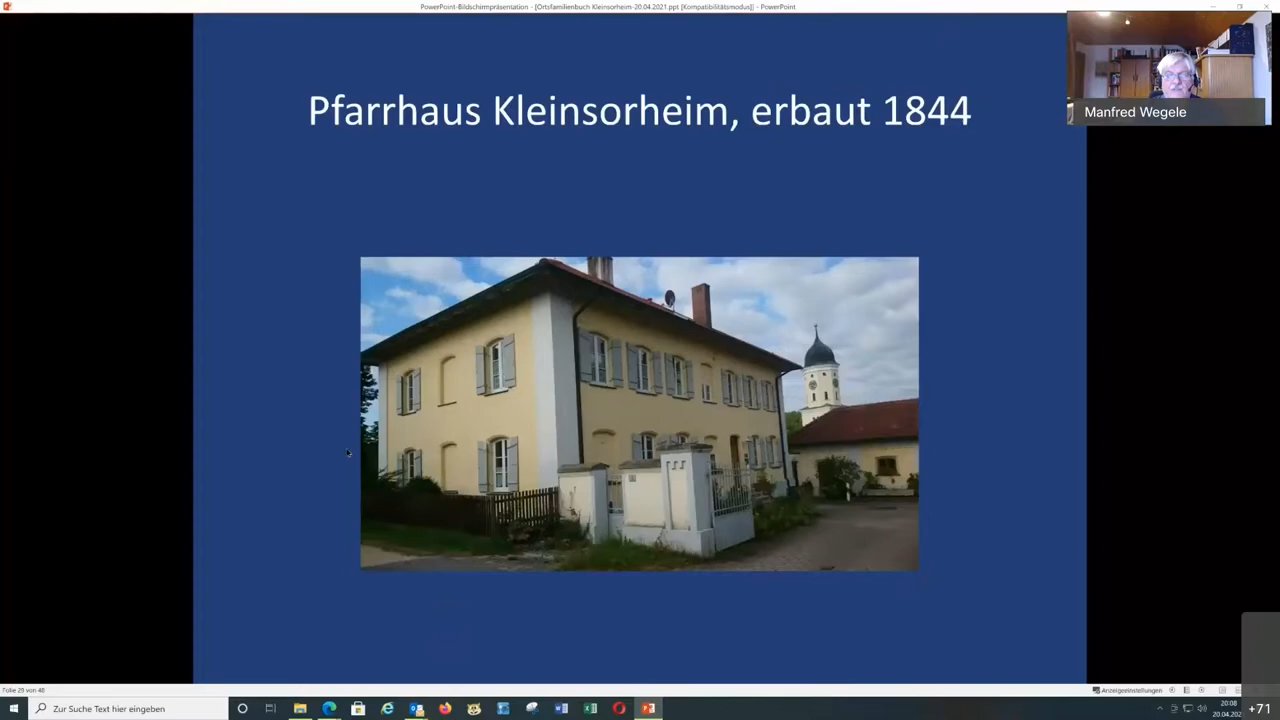 PowerPoint-Bildschirmpräsentation - [Ortsfamilienbuch Kleinsorheim-20.04.2021.ppt [Kompatibilitätsmodus]] - PowerPoint
Pfarrhaus Kleinsorheim, erbaut 1844
Manfred Wegele
Folie 29 von 48
Anzeigeeinstellungen
Zur Suche Text hier eingeben
20:08
20.04.202
+71